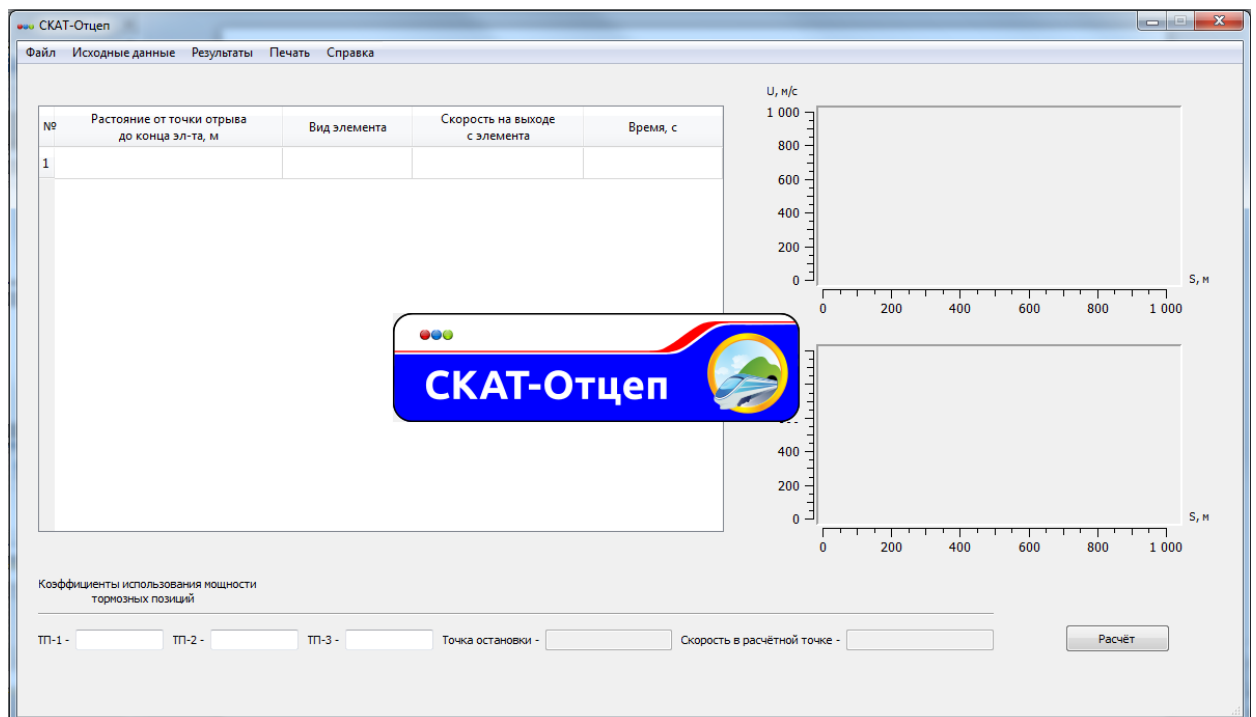 СКАТ-Отцеп
Файл Исходные данные Результаты Печать Справка
№ Растояние от точки отрыва до конца эл-та, м Вид элемента Скорость на выходе с элемента Время, с
1
U, м/с
1 000
800
600
400
200
0
S, м
0 200 400 600 800 1 000
СКАТ-Отцеп
400
200
0
S, м
0 200 400 600 800 1 000
Коэффициенты использования мощности
тормозных позиций
ТП-1 - ТП-2 - ТП-3 - Точка остановки - Скорость в расчётной точке - Расчёт